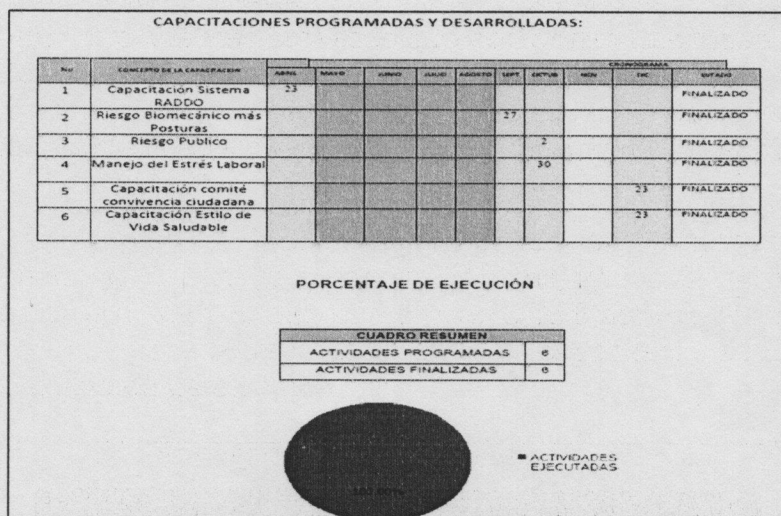 CAPACITACIONES PROGRAMADAS Y DESARROLLADAS:
CRONOGRAMA
No CONCEPTO DE LA CAPACITACION ABRIL MAYO JUNIO JULIO AGOSTO SEPT OCTUB NOV DIC ESTADO
1 Capacitación Sistema RADDO 23 FINALIZADO
2 Riesgo Biomecánico más Posturas 27 FINALIZADO
3 Riesgo Publico 2 FINALIZADO
4 Manejo del Estrés Laboral 30 FINALIZADO
5 Capacitación comité convivencia ciudadana 23 FINALIZADO
6 Capacitación Estilo de Vida Saludable 23 FINALIZADO
PORCENTAJE DE EJECUCIÓN
CUADRO RESUMEN
ACTIVIDADES PROGRAMADAS 6
ACTIVIDADES FINALIZADAS 6
ACTIVIDADES
EJECUTADAS
100.00%